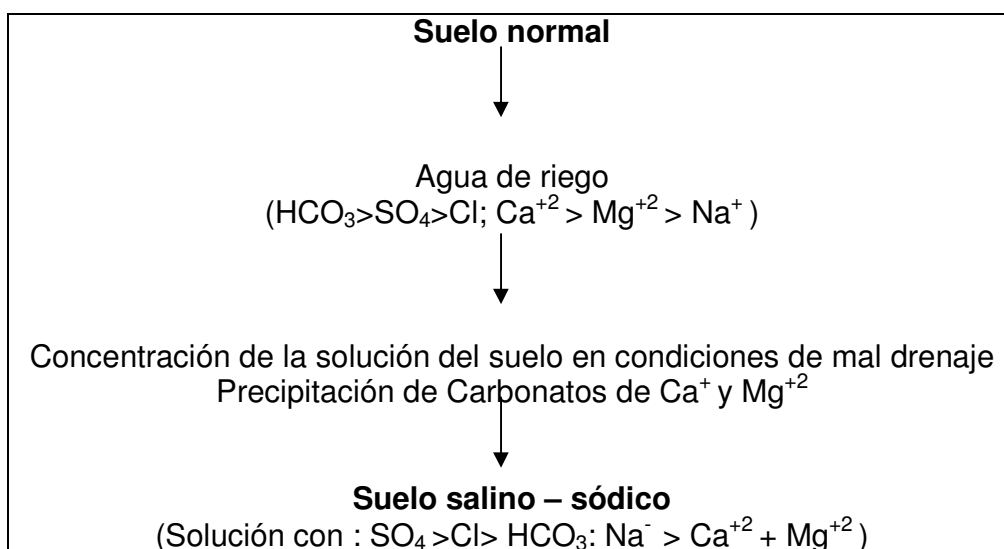 Suelo normal
Agua de riego
(HCO₃>SO₄>Cl; Ca⁺² > Mg⁺² > Na⁺ )
Concentración de la solución del suelo en condiciones de mal drenaje
Precipitación de Carbonatos de Ca⁺ y Mg⁺²
Suelo salino – sódico
(Solución con : SO₄ >Cl> HCO₃: Na⁻ > Ca⁺² + Mg⁺² )